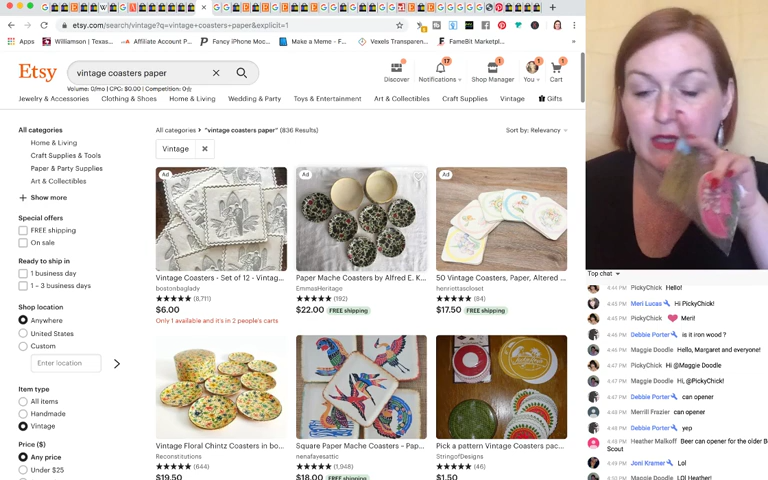 etsy.com/search/vintage?q=vintage+coasters+paper&explicit=1
Apps
Williamson | Texas...
Affiliate Account P...
Fancy iPhone Moc...
Make a Meme - F...
Vexels Transparen...
FameBit Marketpl...
Etsy
vintage coasters paper
Volume: 0/mo | CPC: $0.00 | Competition: 0
17
1
1
1
Discover
Notifications
Shop Manager
You
Cart
Jewelry & Accessories
Clothing & Shoes
Home & Living
Wedding & Party
Toys & Entertainment
Art & Collectibles
Craft Supplies
Vintage
Gifts
All categories
Home & Living
Craft Supplies & Tools
Paper & Party Supplies
Art & Collectibles
Show more
Special offers
FREE shipping
On sale
Ready to ship in
1 business day
1 – 3 business days
Shop location
Anywhere
United States
Custom
Enter location
Item type
All items
Handmade
Vintage
Price ($)
Any price
Under $25
All categories > "vintage coasters paper" (836 Results)
Sort by: Relevancy
Vintage
Ad
Ad
Ad
Vintage Coasters - Set of 12 - Vintag...
bostonbaglady
(8,711)
$6.00
Only 1 available and it's in 2 people's carts
Paper Mache Coasters by Alfred E. K...
EmmasHeritage
(192)
$22.00 FREE shipping
50 Vintage Coasters, Paper, Altered ...
henriettascloset
(84)
$17.50 FREE shipping
Vintage Floral Chintz Coasters in bo...
Reconstitutions
(644)
$19.50
Square Paper Mache Coasters – Pap...
nenafayesattic
(1,048)
$18.00 FREE shipping
Pick a pattern Vintage Coasters pac...
StringofDesigns
(46)
$1.50
Top chat
4:44 PM PickyChick Hello!
4:45 PM Meri Lucas Hi PickyChick!
4:45 PM PickyChick Meri!
4:46 PM Debbie Porter is it iron wood ?
4:46 PM Maggie Doodle Hello, Margaret and everyone!
4:47 PM PickyChick Hi @Maggie Doodle
4:47 PM Maggie Doodle Hi, @PickyChick!
4:47 PM Debbie Porter can opener
4:48 PM Merrill Frazier can opener
4:48 PM Debbie Porter yep
4:49 PM Heather Malkoff Beer can opener for the older B
Scout
4:49 PM Joni Kramer Lol
4:50 PM Maggie Doodle LOL Heather!